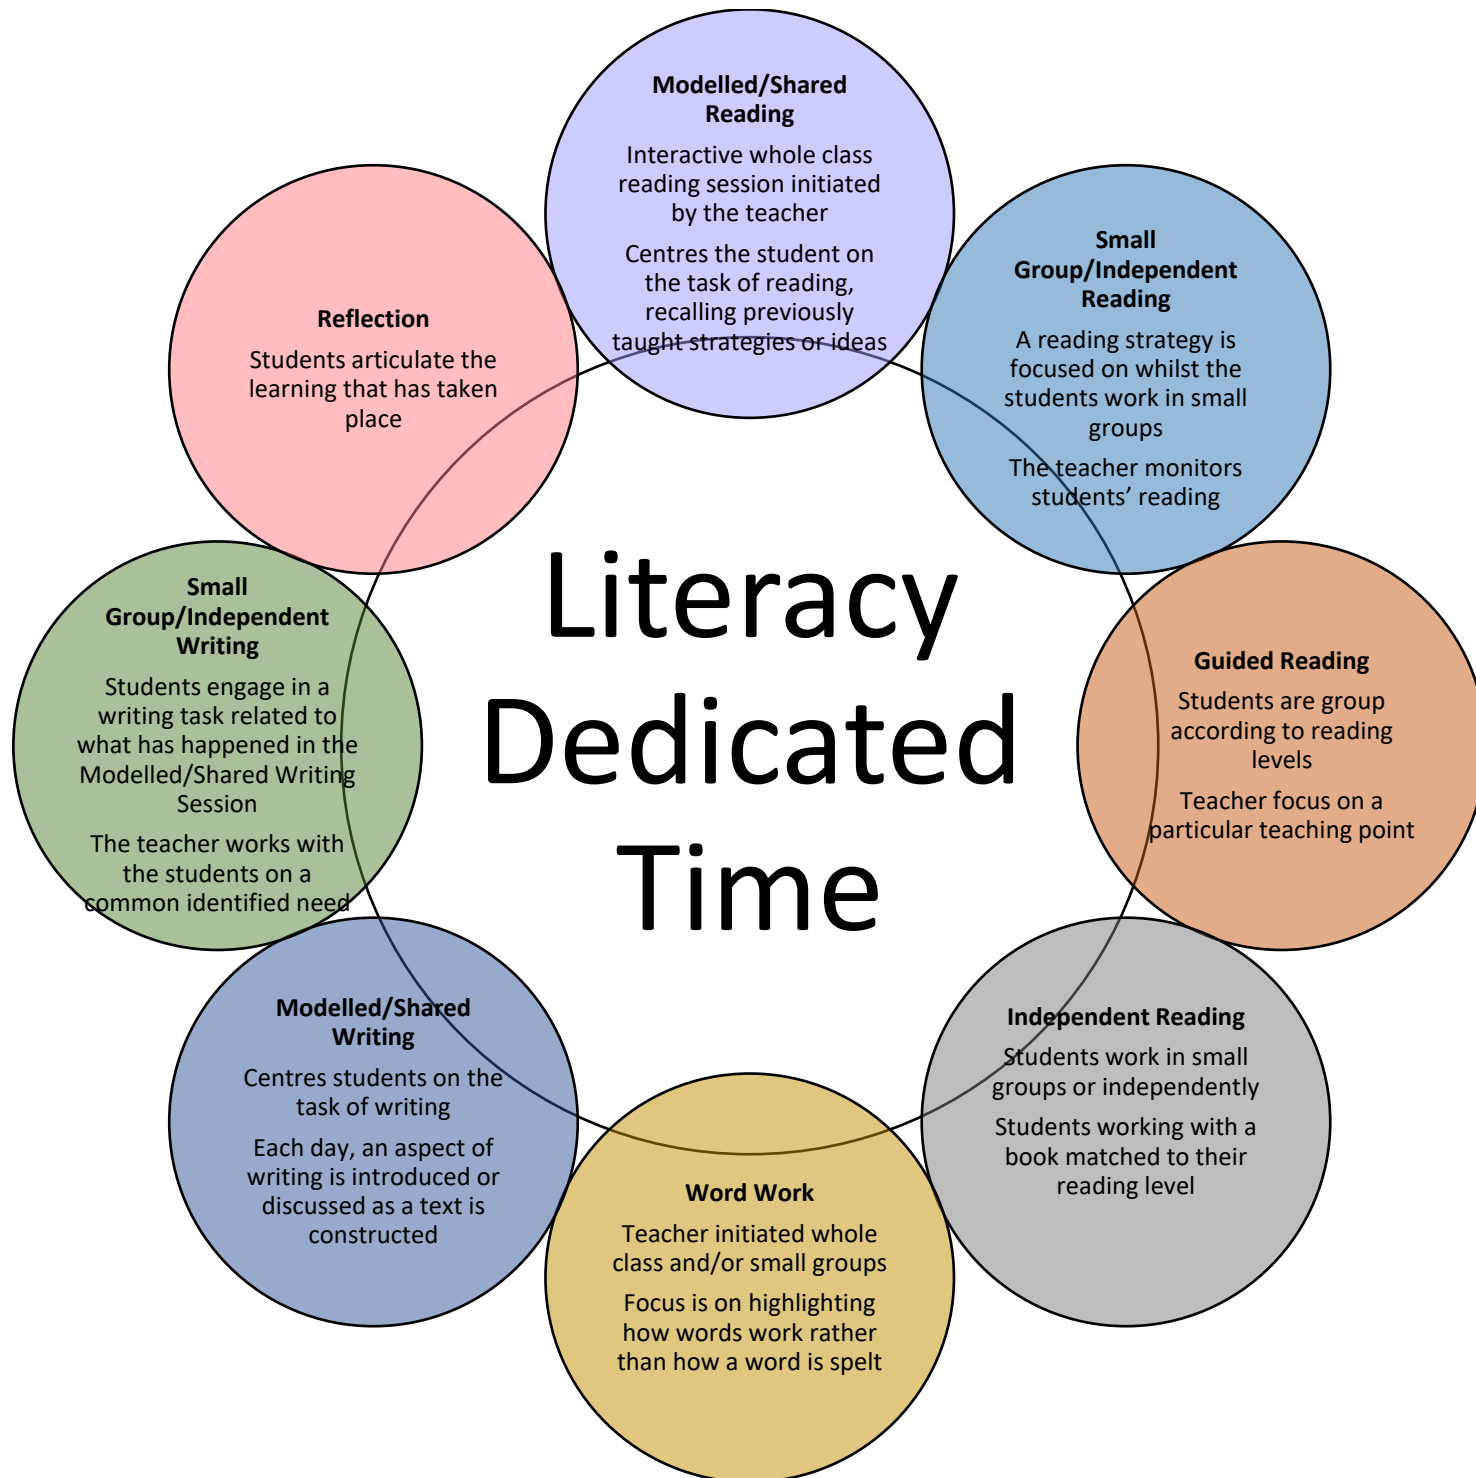 Modelled/Shared
Reading
Interactive whole class
reading session initiated
by the teacher
Centres the student on
the task of reading,
recalling previously
taught strategies or ideas
Small
Group/Independent
Reading
A reading strategy is
focused on whilst the
students work in small
groups
The teacher monitors
students’ reading
Guided Reading
Students are group
according to reading
levels
Teacher focus on a
particular teaching point
Independent Reading
Students work in small
groups or independently
Students working with a
book matched to their
reading level
Word Work
Teacher initiated whole
class and/or small groups
Focus is on highlighting
how words work rather
than how a word is spelt
Modelled/Shared
Writing
Centres students on the
task of writing
Each day, an aspect of
writing is introduced or
discussed as a text is
constructed
Small
Group/Independent
Writing
Students engage in a
writing task related to
what has happened in the
Modelled/Shared Writing
Session
The teacher works with
the students on a
common identified need
Reflection
Students articulate the
learning that has taken
place
Literacy
Dedicated
Time